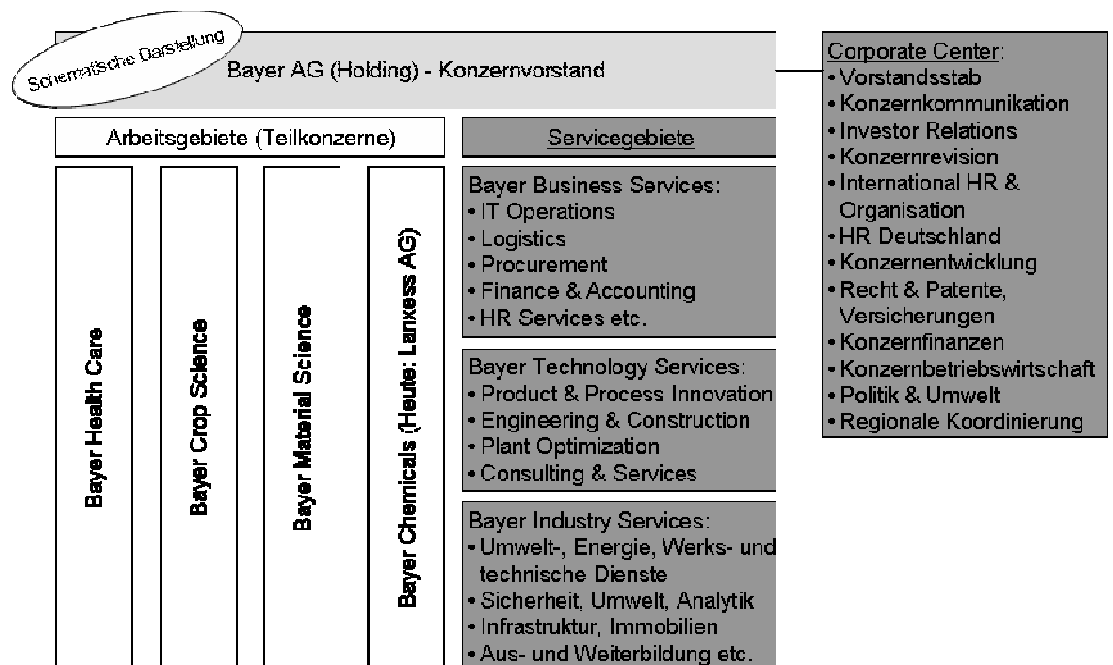 Schematische Darstellung
Bayer AG (Holding) - Konzernvorstand
Arbeitsgebiete (Teilkonzerne)
Bayer Health Care
Bayer Crop Science
Bayer Material Science
Bayer Chemicals (Heute: Lanxess AG)
Servicegebiete
Bayer Business Services:
• IT Operations
• Logistics
• Procurement
• Finance & Accounting
• HR Services etc.
Bayer Technology Services:
• Product & Process Innovation
• Engineering & Construction
• Plant Optimization
• Consulting & Services
Bayer Industry Services:
• Umwelt-, Energie, Werks- und
technische Dienste
• Sicherheit, Umwelt, Analytik
• Infrastruktur, Immobilien
• Aus- und Weiterbildung etc.
Corporate Center:
• Vorstandsstab
• Konzernkommunikation
• Investor Relations
• Konzernrevision
• International HR &
Organisation
• HR Deutschland
• Konzernentwicklung
• Recht & Patente,
Versicherungen
• Konzernfinanzen
• Konzernbetriebswirtschaft
• Politik & Umwelt
• Regionale Koordinierung